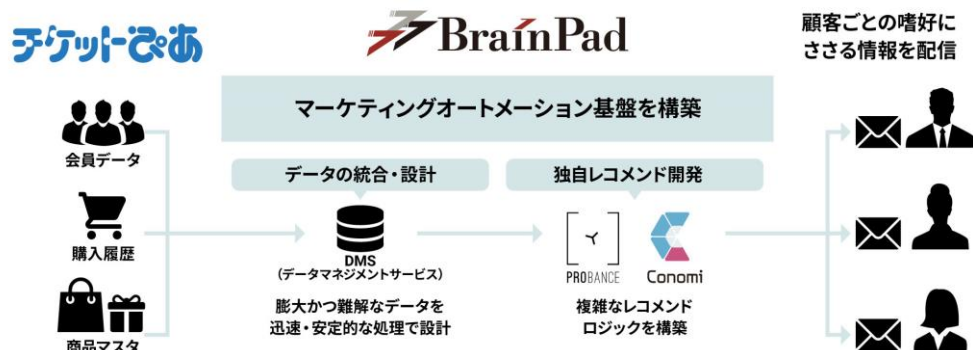 チケットぴあ
BrainPad
顧客ごとの嗜好に
ささる情報を配信
マーケティングオートメーション基盤を構築
会員データ
データの統合・設計
独自レコメンド開発
購入履歴
DMS
(データマネジメントサービス)
PROBANCE
Conomi
膨大かつ難解なデータを
迅速・安定的な処理で設計
複雑なレコメンド
ロジックを構築
商品マスタ